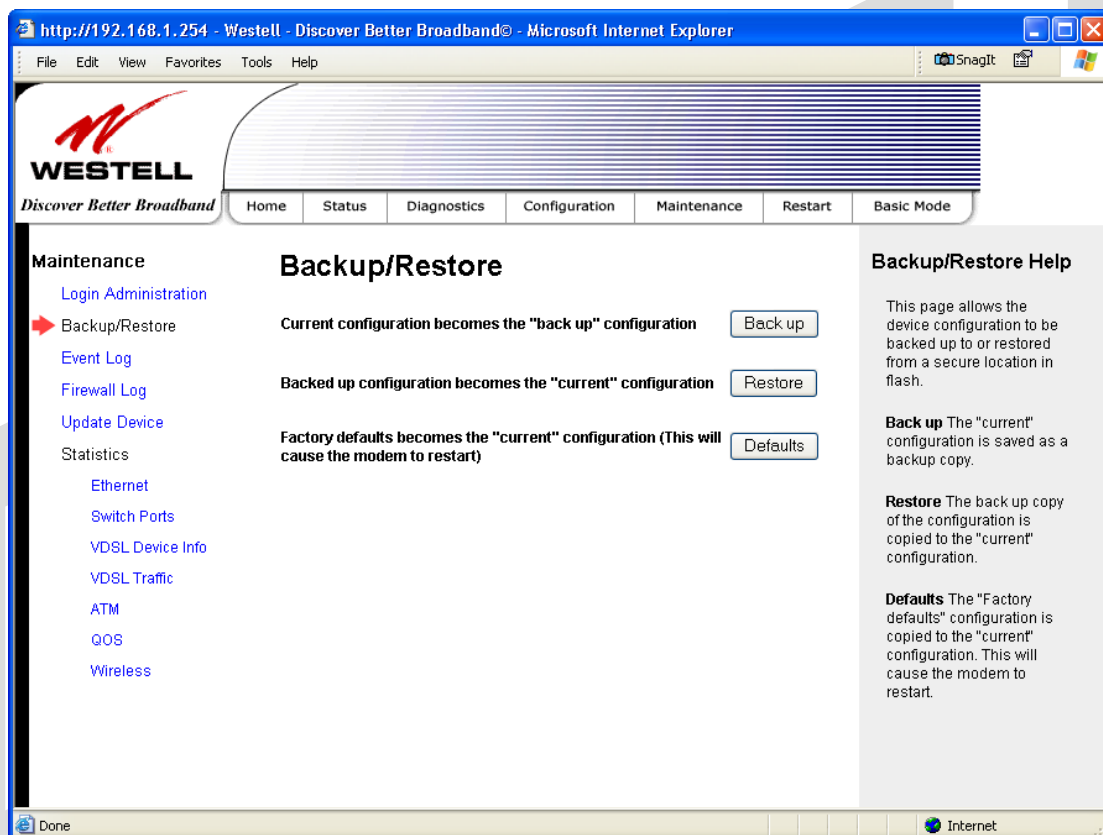 http://192.168.1.254 - Westell - Discover Better Broadband© - Microsoft Internet Explorer
File Edit View Favorites Tools Help SnagIt
WESTELL
®
Discover Better Broadband
Home Status Diagnostics Configuration Maintenance Restart Basic Mode
Maintenance
Login Administration
Backup/Restore
Event Log
Firewall Log
Update Device
Statistics
Ethernet
Switch Ports
VDSL Device Info
VDSL Traffic
ATM
QOS
Wireless
Backup/Restore
Current configuration becomes the "back up" configuration
Back up
Backed up configuration becomes the "current" configuration
Restore
Factory defaults becomes the "current" configuration (This will
cause the modem to restart)
Defaults
Backup/Restore Help
This page allows the
device configuration to be
backed up to or restored
from a secure location in
flash.
Back up The "current"
configuration is saved as a
backup copy.
Restore The back up copy
of the configuration is
copied to the "current"
configuration.
Defaults The "Factory
defaults" configuration is
copied to the "current"
configuration. This will
cause the modem to
restart.
Done
Internet